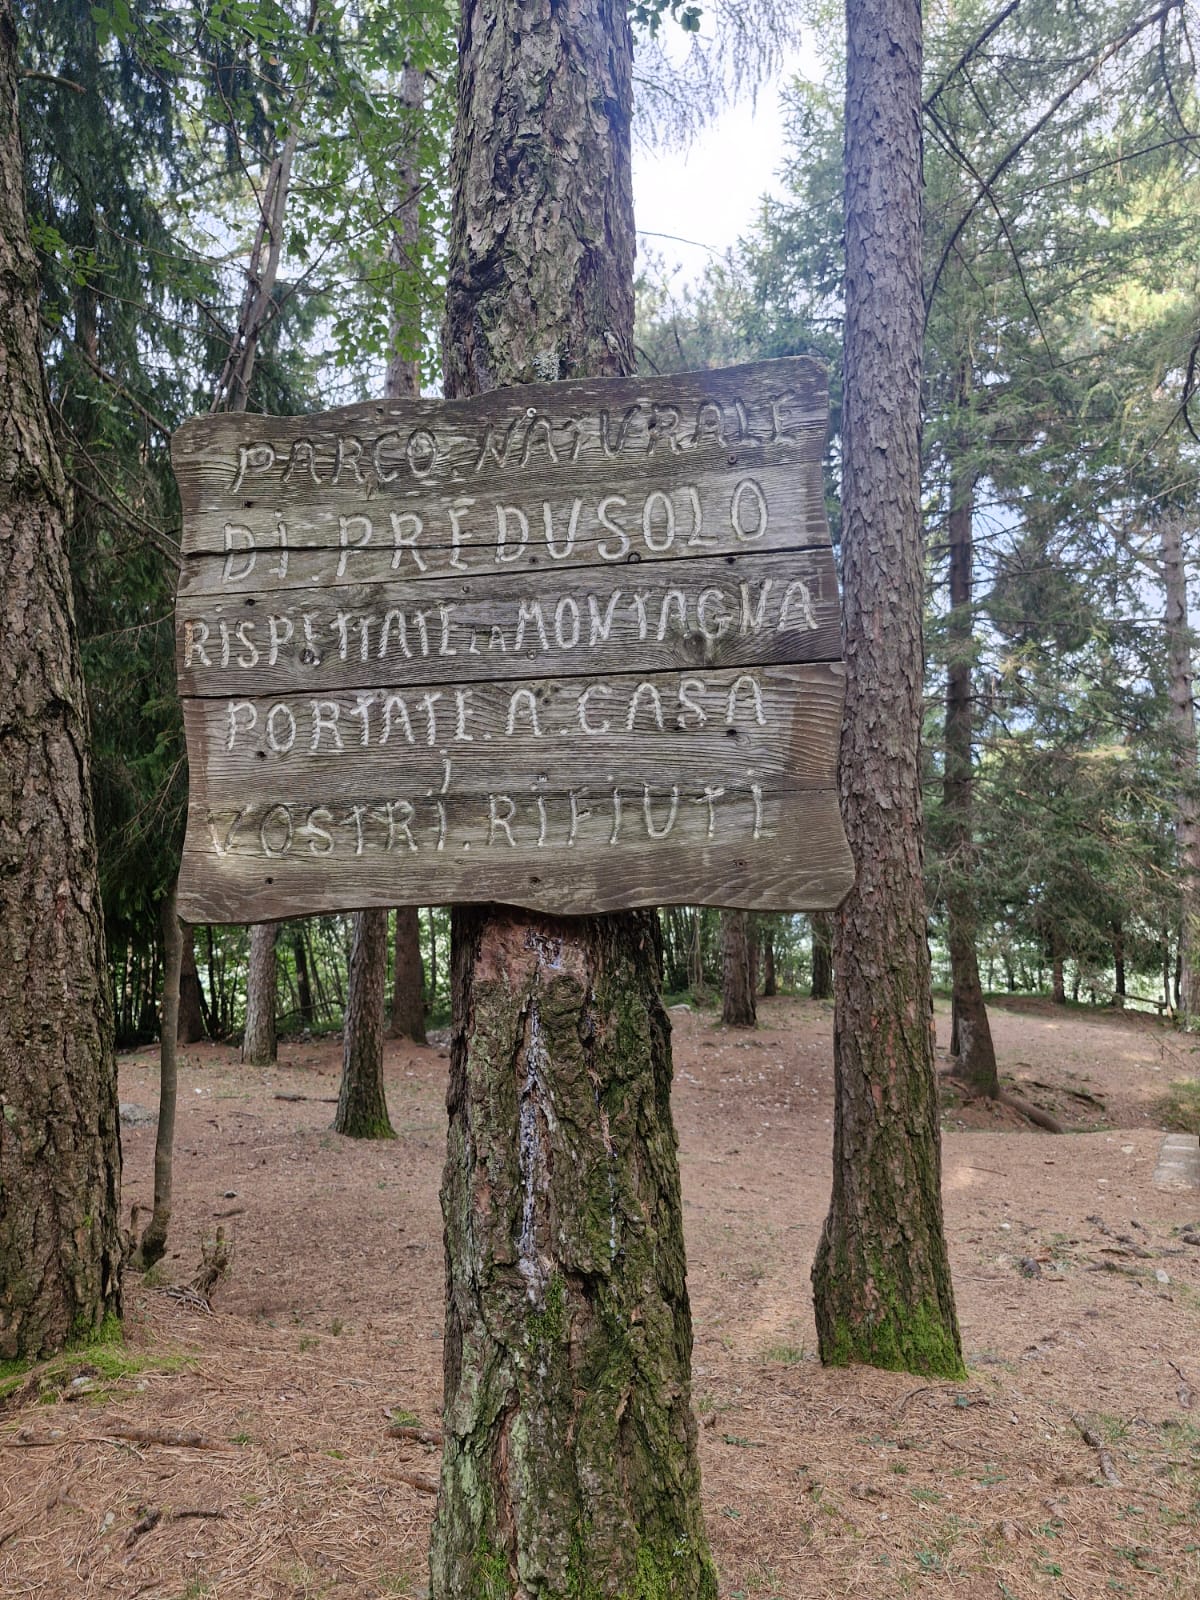 PARCO.NATURALE
Di.PREDUSOLO
RiSPETTATE LA MONTAGNA
PORTATE.A.CASA
i
VOSTRi.RiFiUTi